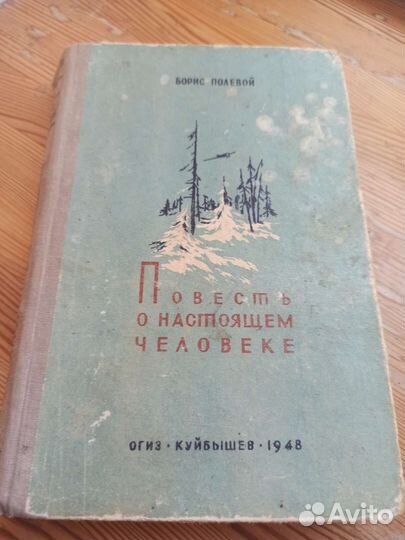 БОРИС ПОЛЕВОЙ
ПОВЕСТЬ
О НАСТОЯЩЕМ
ЧЕЛОВЕКЕ
ОГИЗ · КУЙБЫШЕВ · 1948
Avito